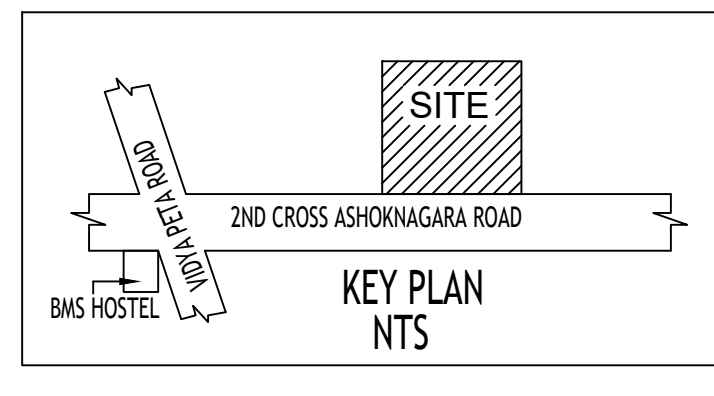 SITE
VIDYA PETA ROAD
2ND CROSS ASHOKNAGARA ROAD
BMS HOSTEL
KEY PLAN
NTS